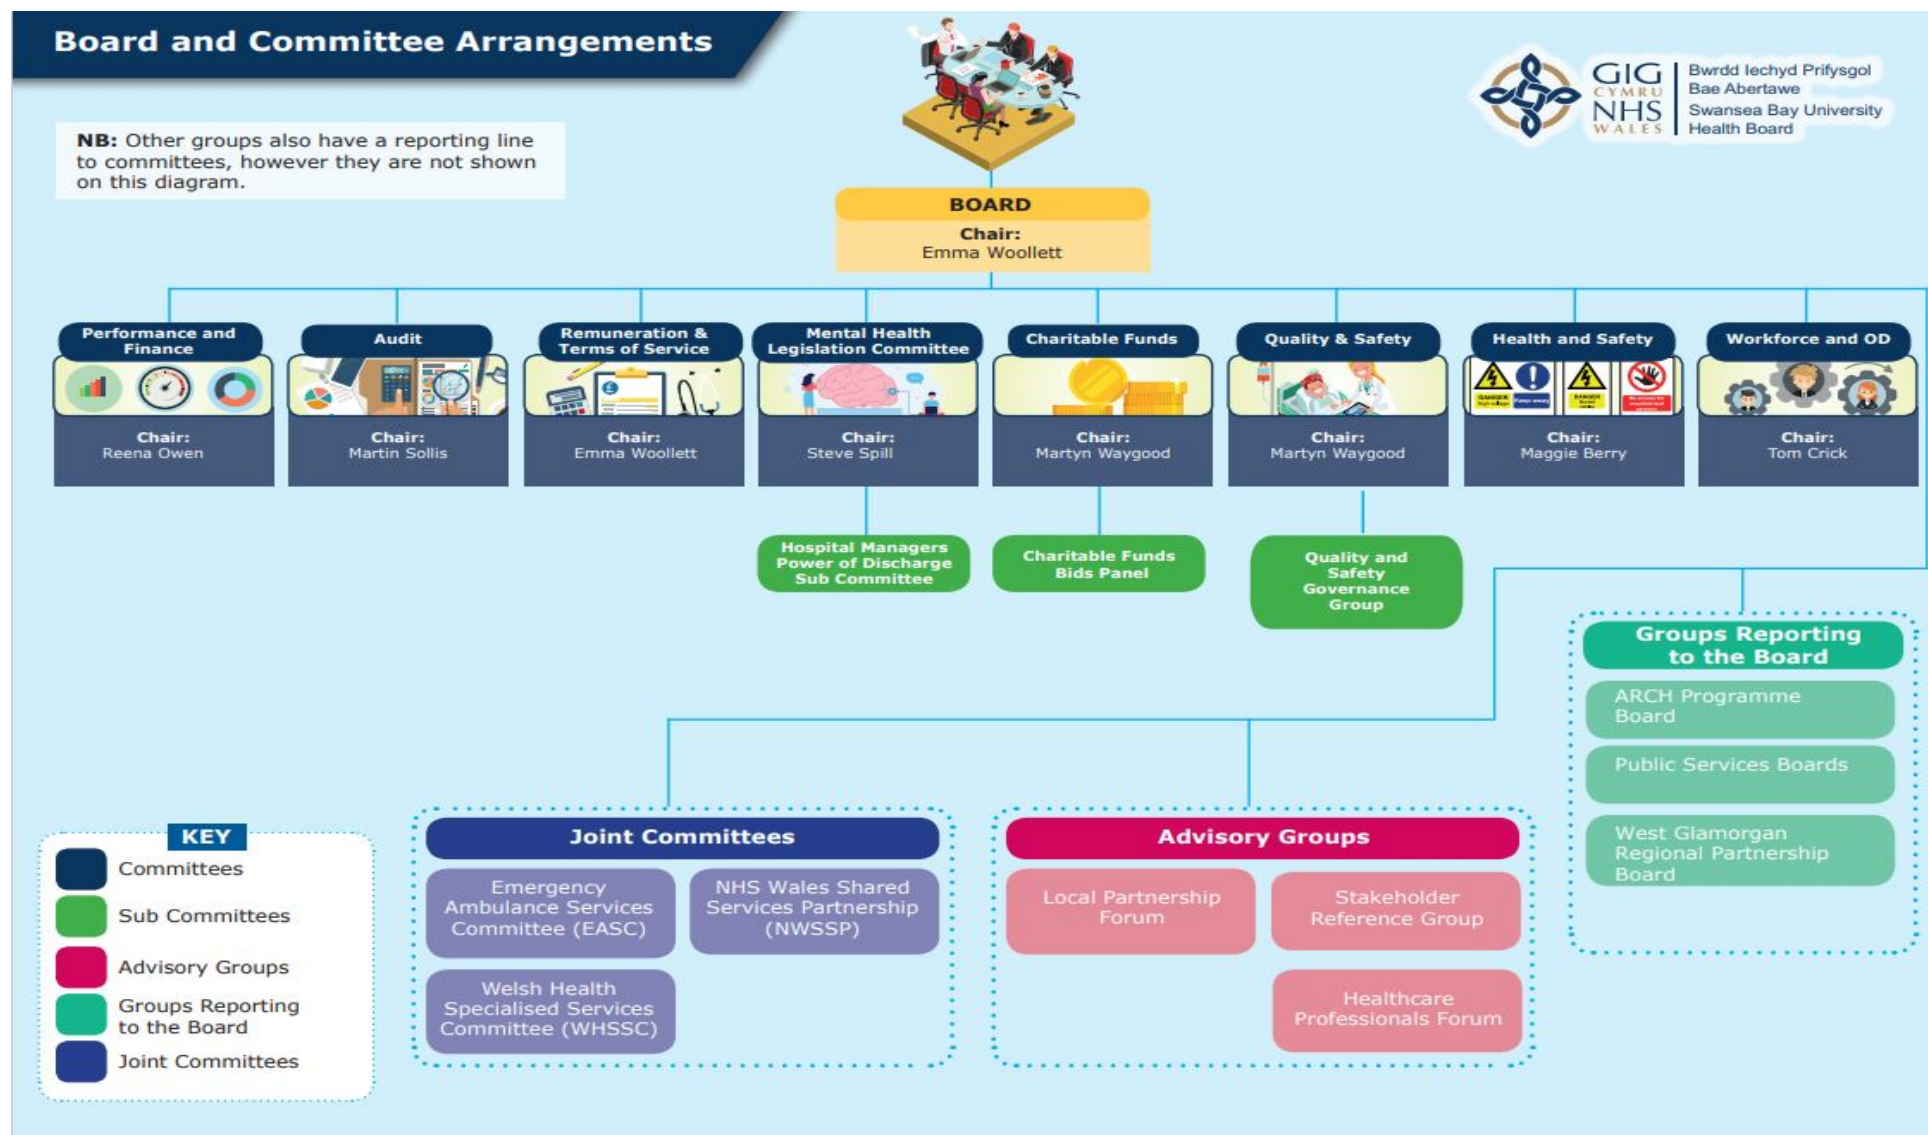 Board and Committee Arrangements
GIG
CYMRU
NHS
WALES
Bwrdd Iechyd Prifysgol
Bae Abertawe
Swansea Bay University
Health Board
NB: Other groups also have a reporting line
to committees, however they are not shown
on this diagram.
BOARD
Chair:
Emma Woollett
Performance and
Finance
Chair:
Reena Owen
Audit
Chair:
Martin Sollis
Remuneration &
Terms of Service
Chair:
Emma Woollett
Mental Health
Legislation Committee
Chair:
Steve Spill
Charitable Funds
Chair:
Martyn Waygood
Quality & Safety
Chair:
Martyn Waygood
Health and Safety
DANGER
Keep away
DANGER
Chair:
Maggie Berry
Workforce and OD
Chair:
Tom Crick
Hospital Managers
Power of Discharge
Sub Committee
Charitable Funds
Bids Panel
Quality and
Safety
Governance
Group
Groups Reporting
to the Board
ARCH Programme
Board
Public Services Boards
West Glamorgan
Regional Partnership
Board
Joint Committees
Emergency
Ambulance Services
Committee (EASC)
NHS Wales Shared
Services Partnership
(NWSSP)
Welsh Health
Specialised Services
Committee (WHSSC)
Advisory Groups
Local Partnership
Forum
Stakeholder
Reference Group
Healthcare
Professionals Forum
KEY
Committees
Sub Committees
Advisory Groups
Groups Reporting
to the Board
Joint Committees